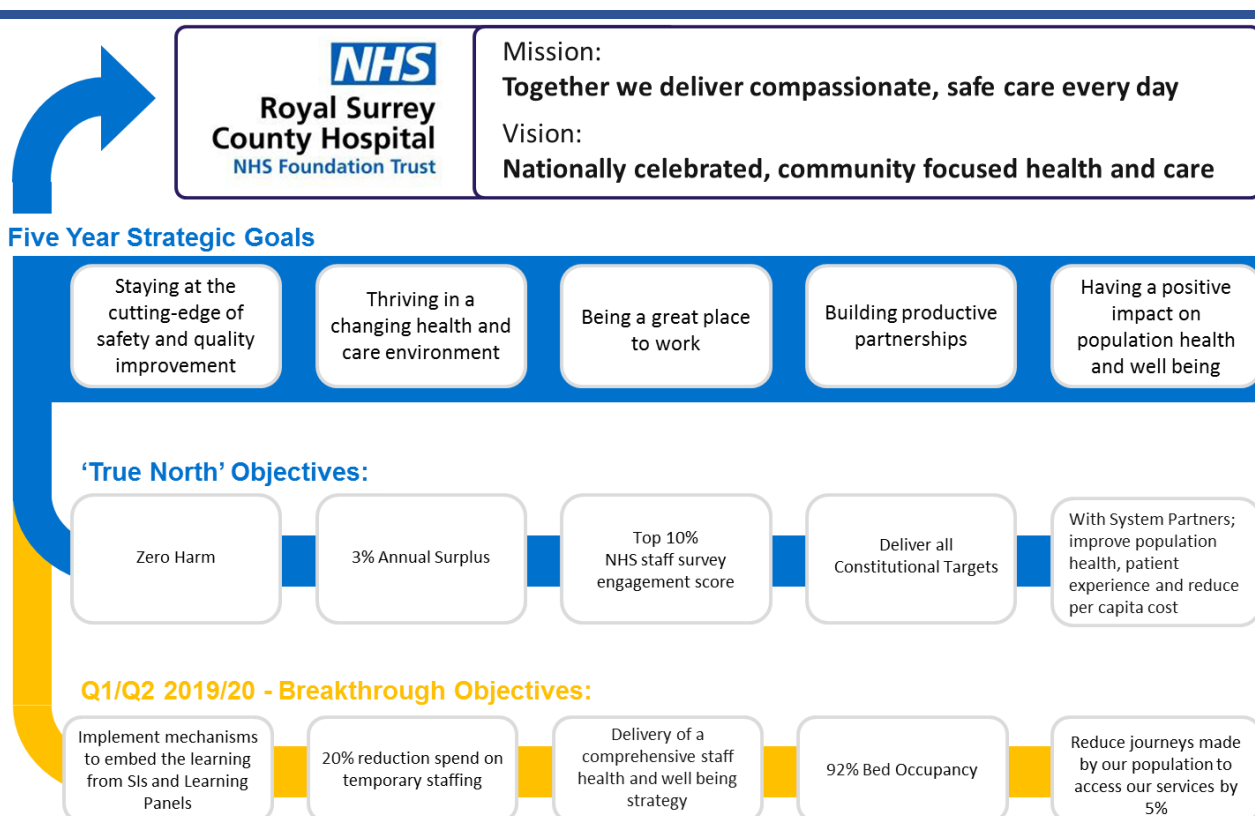 NHS
Royal Surrey
County Hospital
NHS Foundation Trust
Mission:
Together we deliver compassionate, safe care every day
Vision:
Nationally celebrated, community focused health and care
Five Year Strategic Goals
Staying at the
cutting-edge of
safety and quality
improvement
Thriving in a
changing health and
care environment
Being a great place
to work
Building productive
partnerships
Having a positive
impact on
population health
and well being
‘True North’ Objectives:
Zero Harm
3% Annual Surplus
Top 10%
NHS staff survey
engagement score
Deliver all
Constitutional Targets
With System Partners;
improve population
health, patient
experience and reduce
per capita cost
Q1/Q2 2019/20 - Breakthrough Objectives:
Implement mechanisms
to embed the learning
from SIs and Learning
Panels
20% reduction spend on
temporary staffing
Delivery of a
comprehensive staff
health and well being
strategy
92% Bed Occupancy
Reduce journeys made
by our population to
access our services by
5%